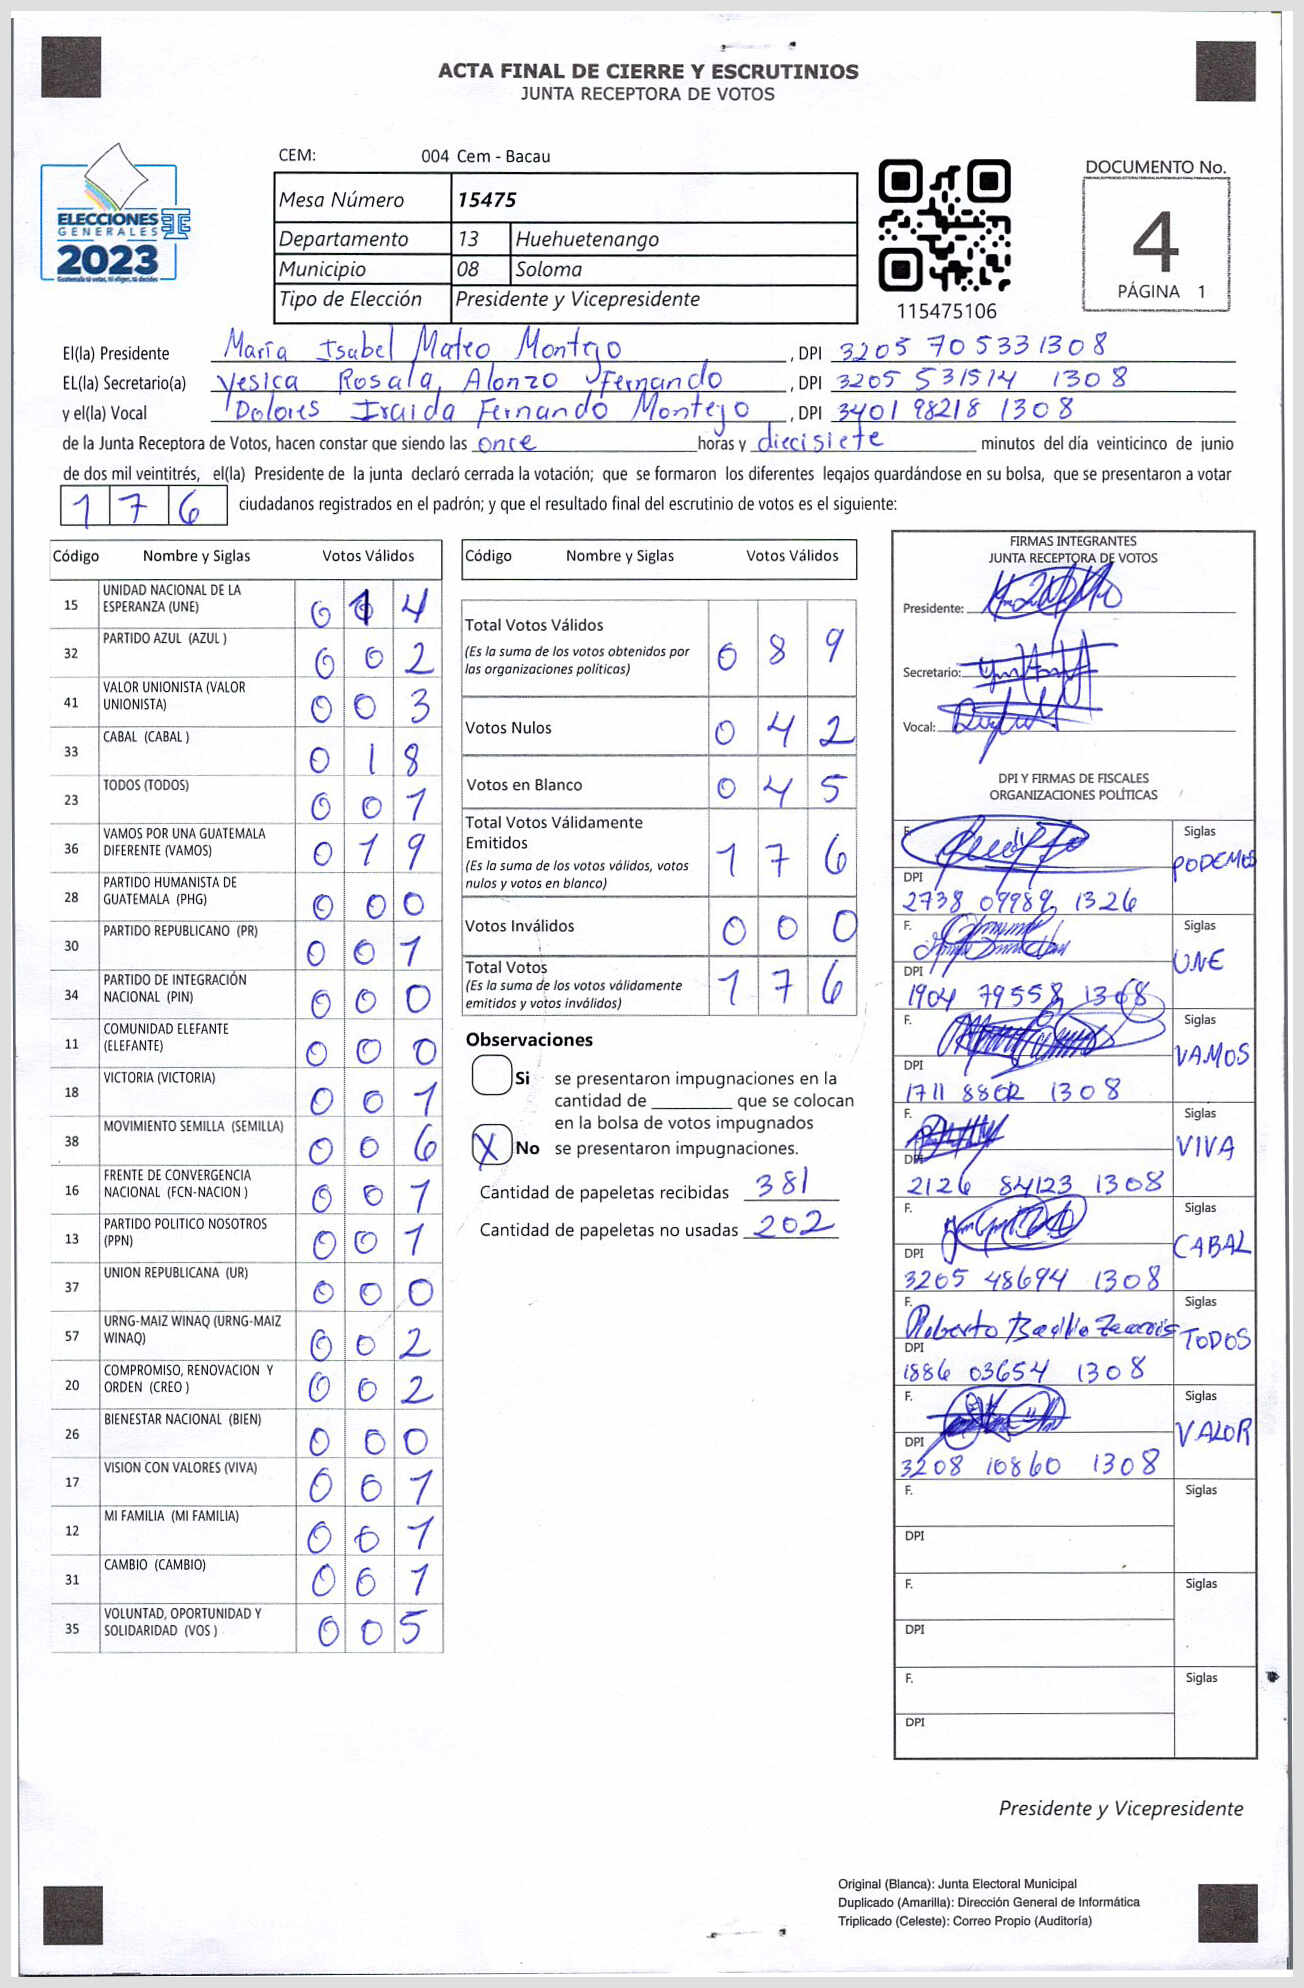 ACTA FINAL DE CIERRE Y ESCRUTINIOS
JUNTA RECEPTORA DE VOTOS
ELECCIONES
GENERALES
2023
CEM: 004 Cem - Bacau
Mesa Número 15475
Departamento 13 Huehuetenango
Municipio 08 Soloma
Tipo de Elección Presidente y Vicepresidente
115475106
DOCUMENTO No.
4
PÁGINA 1
El(la) Presidente María Isabel Mateo Montejo, DPI 3205 70533 1308
EL(la) Secretario(a) Yesica Rosala Alonzo Fernando, DPI 3205 531514 1308
y el(la) Vocal Dolores Iraida Fernando Montejo, DPI 3401 98218 1308
de la Junta Receptora de Votos, hacen constar que siendo las once horas y diecisiete minutos del día veinticinco de junio
de dos mil veintitrés, el(la) Presidente de la junta declaró cerrada la votación; que se formaron los diferentes legajos guardándose en su bolsa, que se presentaron a votar
176 ciudadanos registrados en el padrón; y que el resultado final del escrutinio de votos es el siguiente:
Código Nombre y Siglas Votos Válidos
15 UNIDAD NACIONAL DE LA
ESPERANZA (UNE) 0 1 4
32 PARTIDO AZUL (AZUL ) 0 0 2
41 VALOR UNIONISTA (VALOR
UNIONISTA) 0 0 3
33 CABAL (CABAL ) 0 1 8
23 TODOS (TODOS) 0 0 1
36 VAMOS POR UNA GUATEMALA
DIFERENTE (VAMOS) 0 1 9
28 PARTIDO HUMANISTA DE
GUATEMALA (PHG) 0 0 0
30 PARTIDO REPUBLICANO (PR) 0 0 1
34 PARTIDO DE INTEGRACIÓN
NACIONAL (PIN) 0 0 0
11 COMUNIDAD ELEFANTE
(ELEFANTE) 0 0 0
18 VICTORIA (VICTORIA) 0 0 1
38 MOVIMIENTO SEMILLA (SEMILLA) 0 0 6
16 FRENTE DE CONVERGENCIA
NACIONAL (FCN-NACION ) 0 0 1
13 PARTIDO POLITICO NOSOTROS
(PPN) 0 0 1
37 UNION REPUBLICANA (UR) 0 0 0
57 URNG-MAIZ WINAQ (URNG-MAIZ
WINAQ) 0 0 2
20 COMPROMISO, RENOVACION Y
ORDEN (CREO ) 0 0 2
26 BIENESTAR NACIONAL (BIEN) 0 0 0
17 VISION CON VALORES (VIVA) 0 0 1
12 MI FAMILIA (MI FAMILIA) 0 0 1
31 CAMBIO (CAMBIO) 0 0 1
35 VOLUNTAD, OPORTUNIDAD Y
SOLIDARIDAD (VOS ) 0 0 5
Código Nombre y Siglas Votos Válidos
Total Votos Válidos
(Es la suma de los votos obtenidos por
las organizaciones politicas) 0 8 9
Votos Nulos 0 4 2
Votos en Blanco 0 4 5
Total Votos Válidamente
Emitidos
(Es la suma de los votos válidos, votos
nulos y votos en blanco) 1 7 6
Votos Inválidos 0 0 0
Total Votos
(Es la suma de los votos válidamente
emitidos y votos inválidos) 1 7 6
Observaciones
Si se presentaron impugnaciones en la
cantidad de ________ que se colocan
en la bolsa de votos impugnados
X No se presentaron impugnaciones.
Cantidad de papeletas recibidas 381
Cantidad de papeletas no usadas 202
FIRMAS INTEGRANTES
JUNTA RECEPTORA DE VOTOS
Presidente:
Secretario:
Vocal:
DPI Y FIRMAS DE FISCALES
ORGANIZACIONES POLÍTICAS
F. Siglas
PODEMOS
DPI
2738 09989 1326
F. Siglas
UNE
DPI
1904 79558 1308
F. Siglas
VAMOS
DPI
1711 8802 1308
F. Siglas
VIVA
DPI
2126 84123 1308
F. Siglas
CABAL
DPI
3205 48694 1308
F. Roberto Siglas
TODOS
DPI
1886 03654 1308
F. Siglas
VALOR
DPI
3208 10860 1308
F. Siglas
DPI
F. Siglas
DPI
F. Siglas
DPI
Presidente y Vicepresidente
Original (Blanca): Junta Electoral Municipal
Duplicado (Amarilla): Dirección General de Informática
Triplicado (Celeste): Correo Propio (Auditoría)